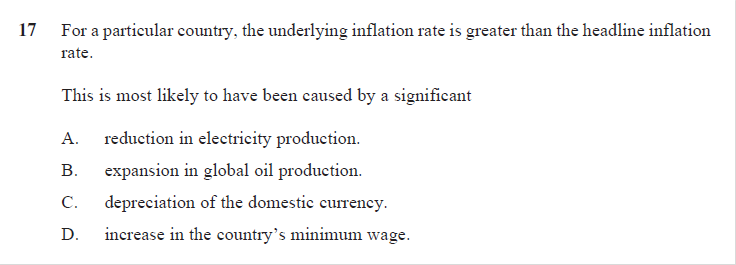 17 For a particular country, the underlying inflation rate is greater than the headline inflation
rate.
This is most likely to have been caused by a significant
A. reduction in electricity production.
B. expansion in global oil production.
C. depreciation of the domestic currency.
D. increase in the country's minimum wage.